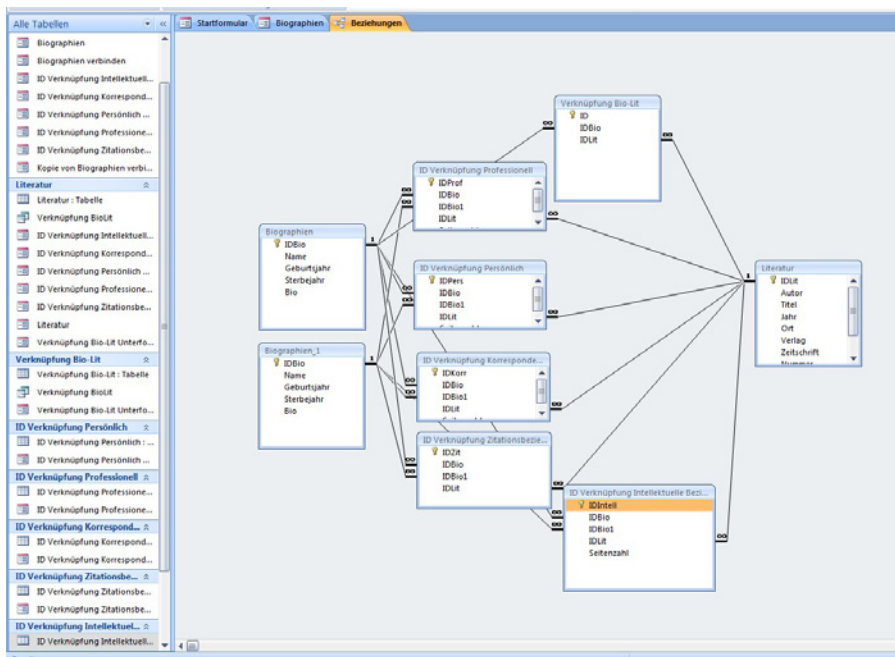 Alle Tabellen
Biographien
Biographien verbinden
ID Verknüpfung Intellektuell...
ID Verknüpfung Korrespond...
ID Verknüpfung Persönlich ...
ID Verknüpfung Professione...
ID Verknüpfung Zitationsbe...
Kopie von Biographien verbi...
Literatur
Literatur : Tabelle
Verknüpfung BioLit
ID Verknüpfung Intellektuell...
ID Verknüpfung Korrespond...
ID Verknüpfung Persönlich ...
ID Verknüpfung Professione...
ID Verknüpfung Zitationsbe...
Literatur
Verknüpfung Bio-Lit Unterfo...
Verknüpfung Bio-Lit
Verknüpfung Bio-Lit : Tabelle
Verknüpfung BioLit
Verknüpfung Bio-Lit Unterfo...
ID Verknüpfung Persönlich
ID Verknüpfung Persönlich : ...
ID Verknüpfung Persönlich ...
ID Verknüpfung Professionell
ID Verknüpfung Professione...
ID Verknüpfung Professione...
ID Verknüpfung Korrespond...
ID Verknüpfung Korrespond...
ID Verknüpfung Korrespond...
ID Verknüpfung Zitationsbe...
ID Verknüpfung Zitationsbe...
ID Verknüpfung Zitationsbe...
ID Verknüpfung Intellektuel...
ID Verknüpfung Intellektuell...
Startformular Biographien Beziehungen
Verknüpfung Bio-Lit
ID
IDBio
IDLit
ID Verknüpfung Professionell
IDProf
IDBio
IDBio1
IDLit
Biographien
IDBio
Name
Geburtsjahr
Sterbejahr
Bio
ID Verknüpfung Persönlich
IDPers
IDBio
IDBio1
IDLit
Literatur
IDLit
Autor
Titel
Jahr
Ort
Verlag
Zeitschrift
Biographien_1
IDBio
Name
Geburtsjahr
Sterbejahr
Bio
ID Verknüpfung Korresponde...
IDKorr
IDBio
IDBio1
IDLit
ID Verknüpfung Zitationsbezie...
IDZit
IDBio
IDBio1
IDLit
ID Verknüpfung Intellektuelle Bezi...
IDIntell
IDBio
IDBio1
IDLit
Seitenzahl